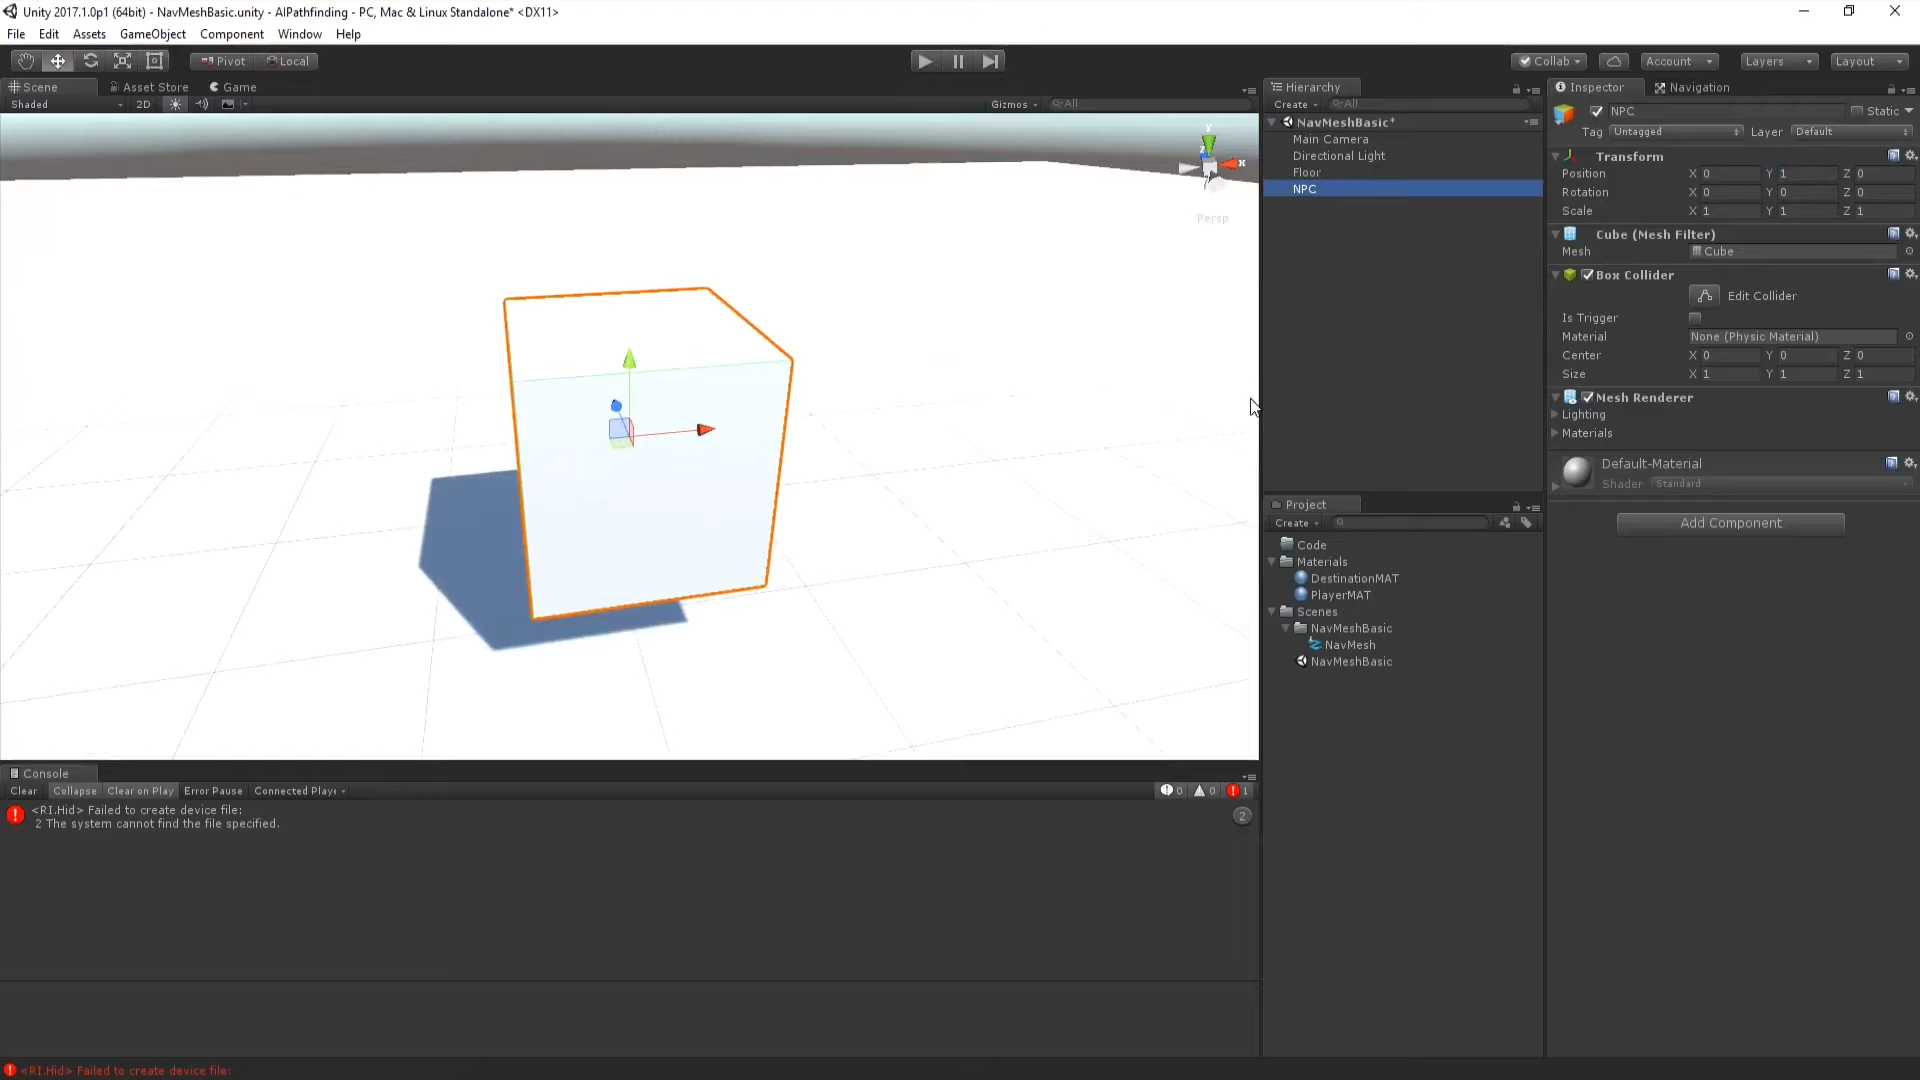 Unity 2017.1.0p1 (64bit) - NavMeshBasic.unity - AIPathfinding - PC, Mac & Linux Standalone* <DX11>
File Edit Assets GameObject Component Window Help
Pivot Local Collab Account Layers Layout
Scene Asset Store Game
Shaded 2D Gizmos All
y
z
x
Persp
Hierarchy
Create All
NavMeshBasic*
Main Camera
Directional Light
Floor
NPC
Inspector Navigation
NPC Static
Tag Untagged Layer Default
Transform
Position X 0 Y 1 Z 0
Rotation X 0 Y 0 Z 0
Scale X 1 Y 1 Z 1
Cube (Mesh Filter)
Mesh Cube
Box Collider
Edit Collider
Is Trigger
Material None (Physic Material)
Center X 0 Y 0 Z 0
Size X 1 Y 1 Z 1
Mesh Renderer
Lighting
Materials
Default-Material
Shader Standard
Add Component
Project
Create
Code
Materials
DestinationMAT
PlayerMAT
Scenes
NavMeshBasic
NavMesh
NavMeshBasic
Console
Clear Collapse Clear on Play Error Pause Connected Playe 0 0 1
<RI.Hid> Failed to create device file:
2 The system cannot find the file specified.
2
<RI.Hid> Failed to create device file: